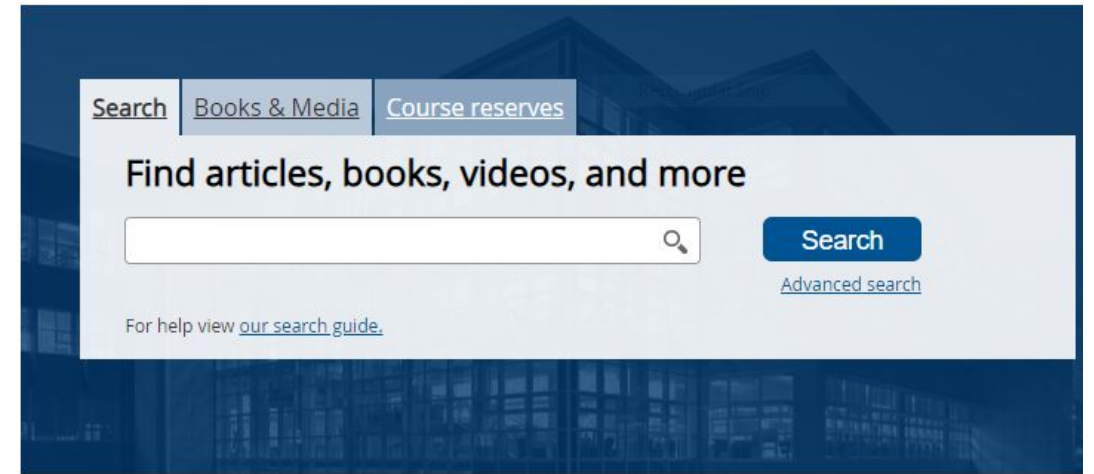 Search Books & Media Course reserves
Find articles, books, videos, and more
Search
Advanced search
For help view our search guide.